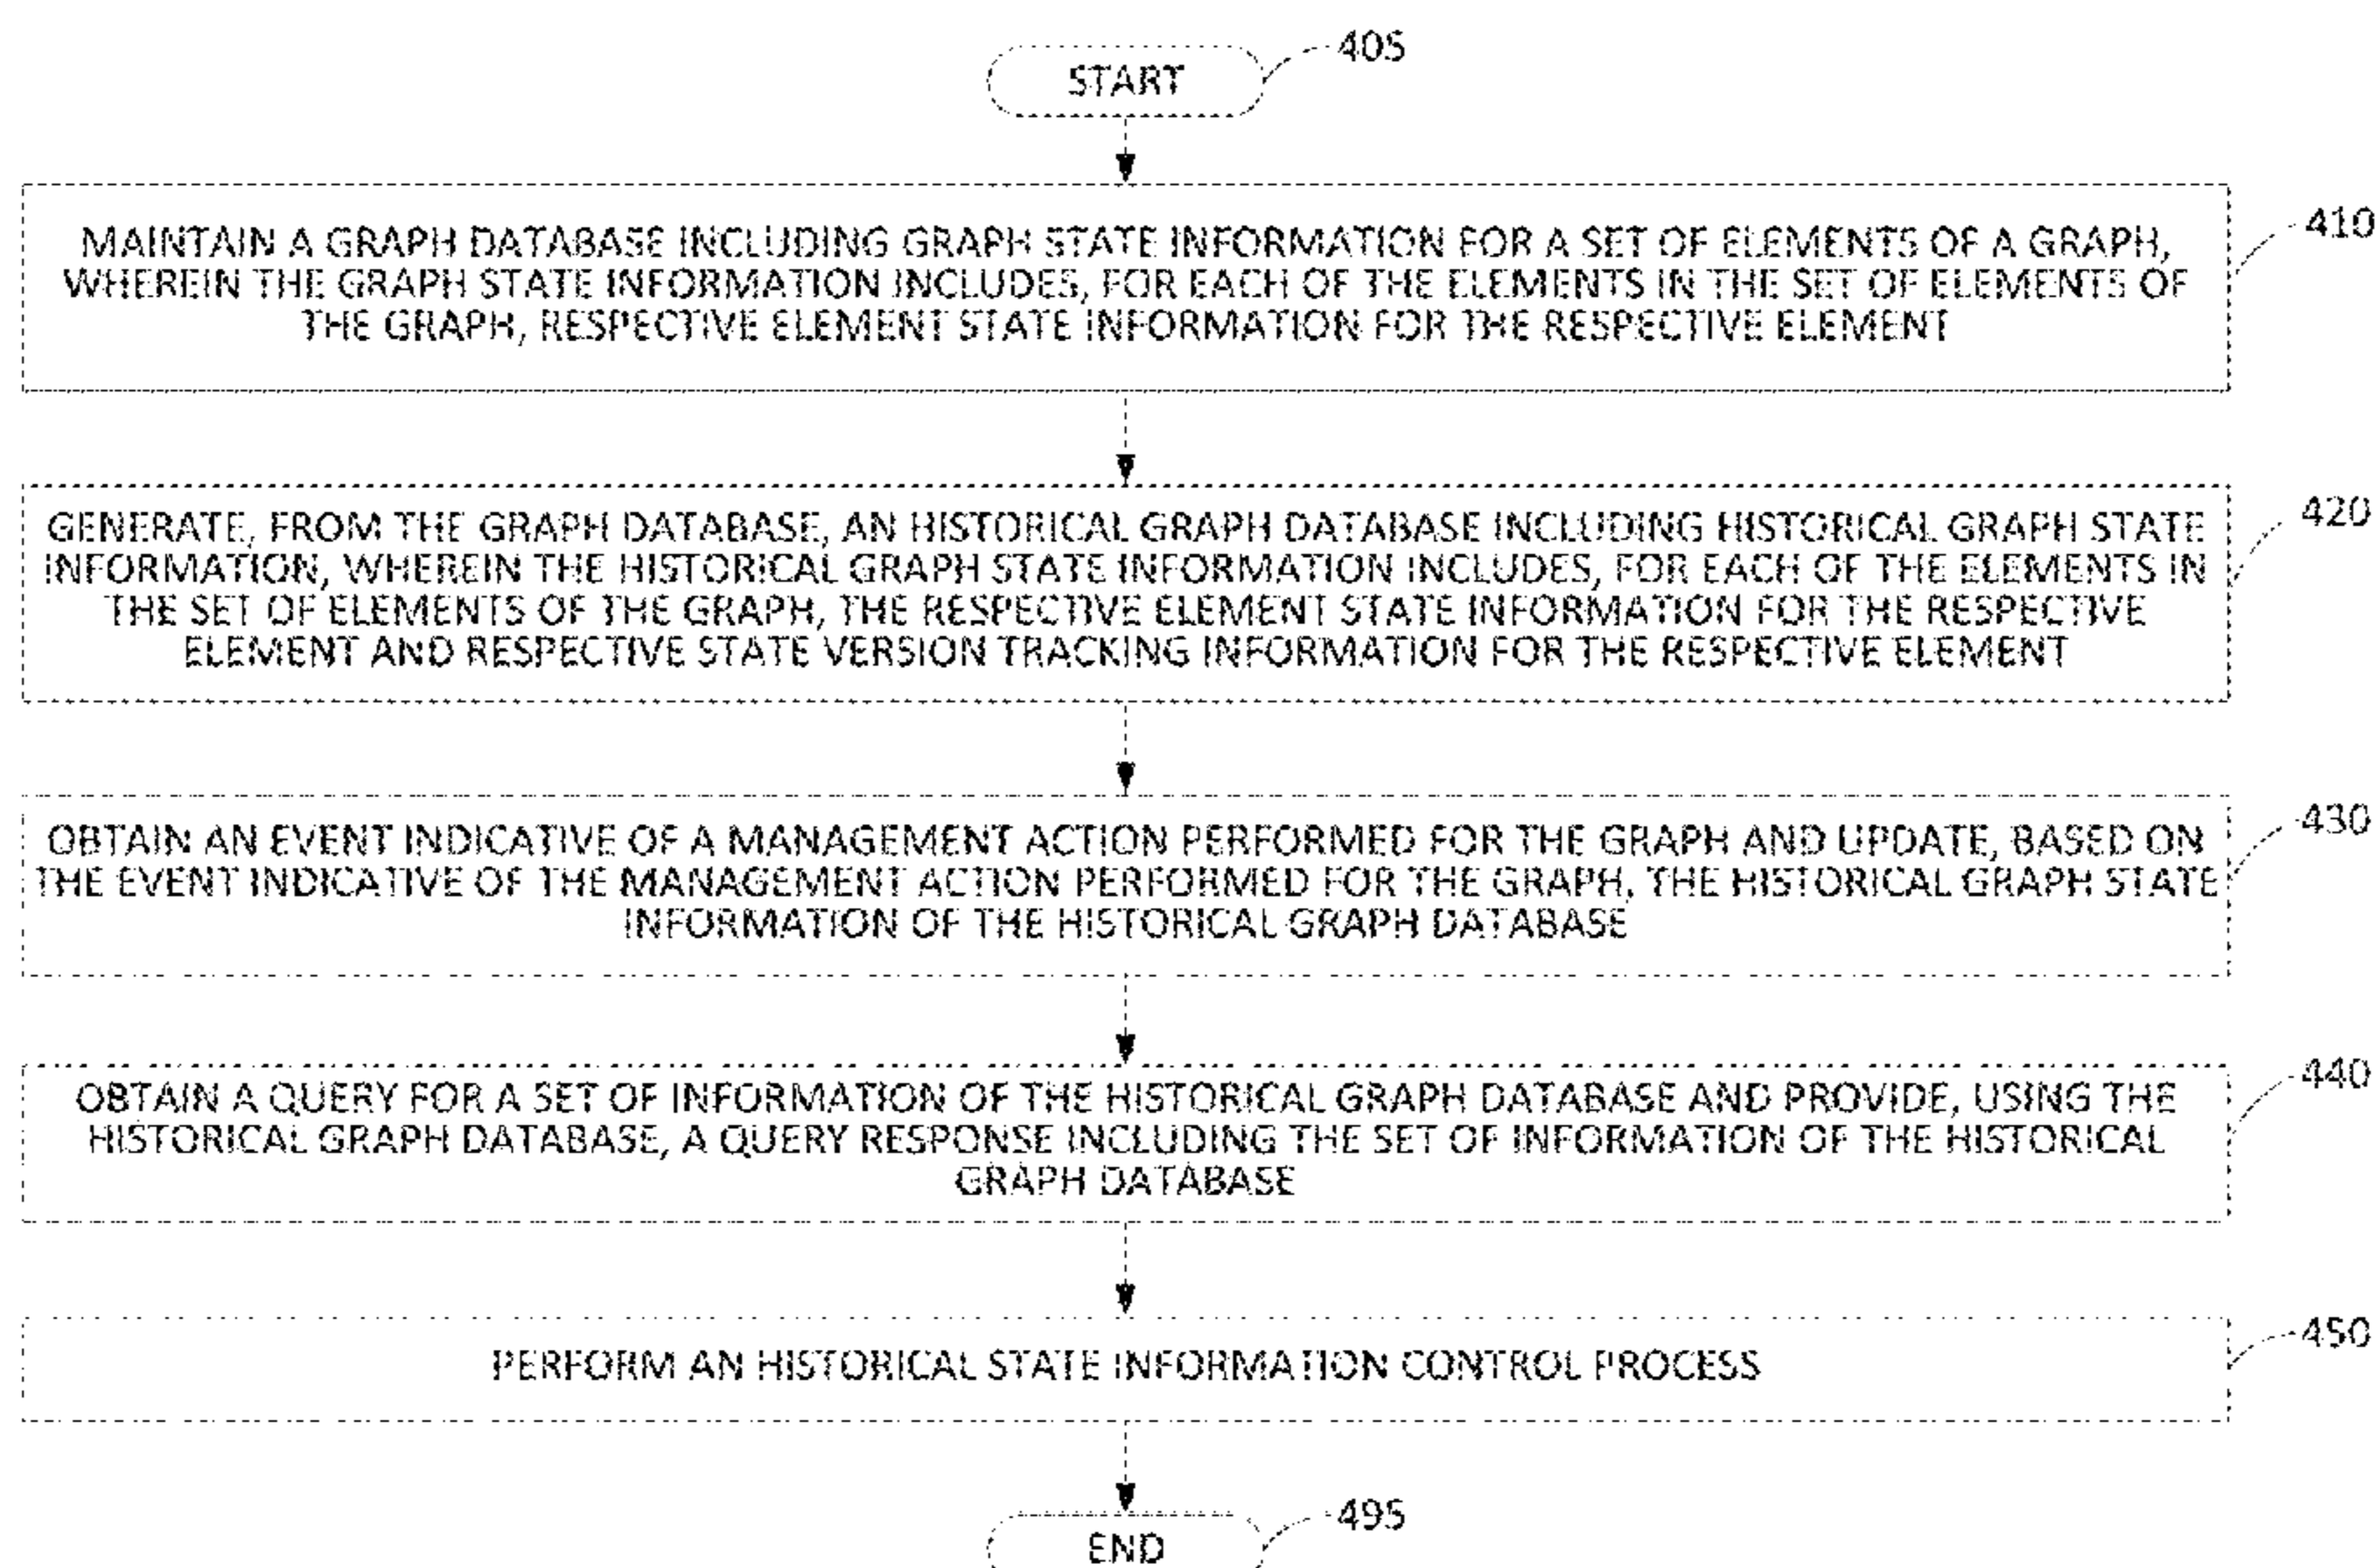 START
405
MAINTAIN A GRAPH DATABASE INCLUDING GRAPH STATE INFORMATION FOR A SET OF ELEMENTS OF A GRAPH,
WHEREIN THE GRAPH STATE INFORMATION INCLUDES, FOR EACH OF THE ELEMENTS IN THE SET OF ELEMENTS OF
THE GRAPH, RESPECTIVE ELEMENT STATE INFORMATION FOR THE RESPECTIVE ELEMENT
410
GENERATE, FROM THE GRAPH DATABASE, AN HISTORICAL GRAPH DATABASE INCLUDING HISTORICAL GRAPH STATE
INFORMATION, WHEREIN THE HISTORICAL GRAPH STATE INFORMATION INCLUDES, FOR EACH OF THE ELEMENTS IN
THE SET OF ELEMENTS OF THE GRAPH, THE RESPECTIVE ELEMENT STATE INFORMATION FOR THE RESPECTIVE
ELEMENT AND RESPECTIVE STATE VERSION TRACKING INFORMATION FOR THE RESPECTIVE ELEMENT
420
OBTAIN AN EVENT INDICATIVE OF A MANAGEMENT ACTION PERFORMED FOR THE GRAPH AND UPDATE, BASED ON
THE EVENT INDICATIVE OF THE MANAGEMENT ACTION PERFORMED FOR THE GRAPH, THE HISTORICAL GRAPH STATE
INFORMATION OF THE HISTORICAL GRAPH DATABASE
430
OBTAIN A QUERY FOR A SET OF INFORMATION OF THE HISTORICAL GRAPH DATABASE AND PROVIDE, USING THE
HISTORICAL GRAPH DATABASE, A QUERY RESPONSE INCLUDING THE SET OF INFORMATION OF THE HISTORICAL
GRAPH DATABASE
440
PERFORM AN HISTORICAL STATE INFORMATION CONTROL PROCESS
450
END
495